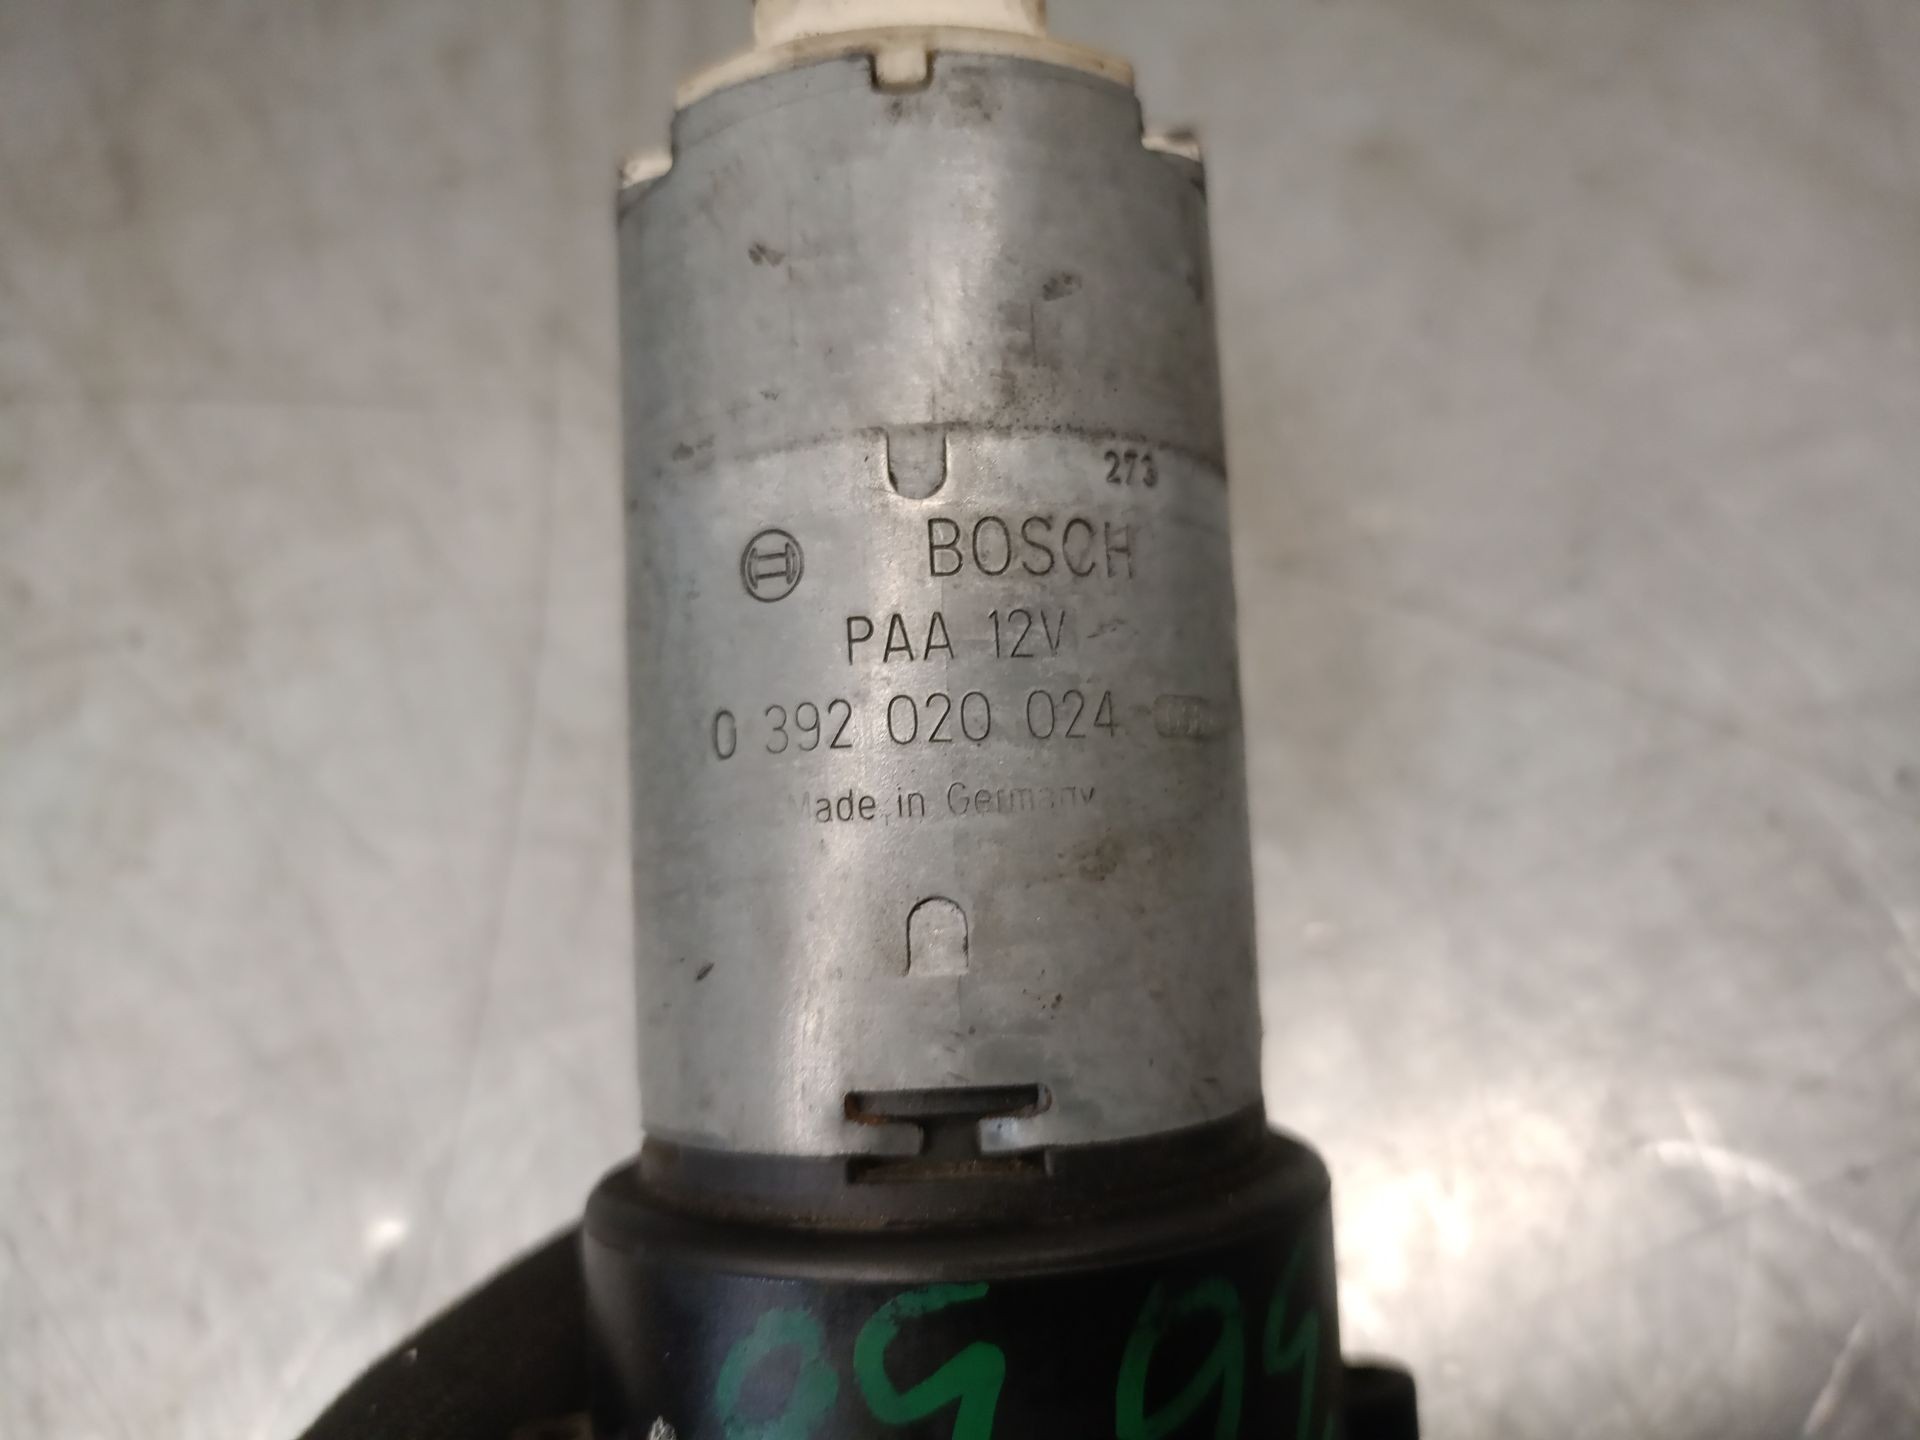 273
BOSCH
PAA 12V
0 392 020 024
Made in Germany